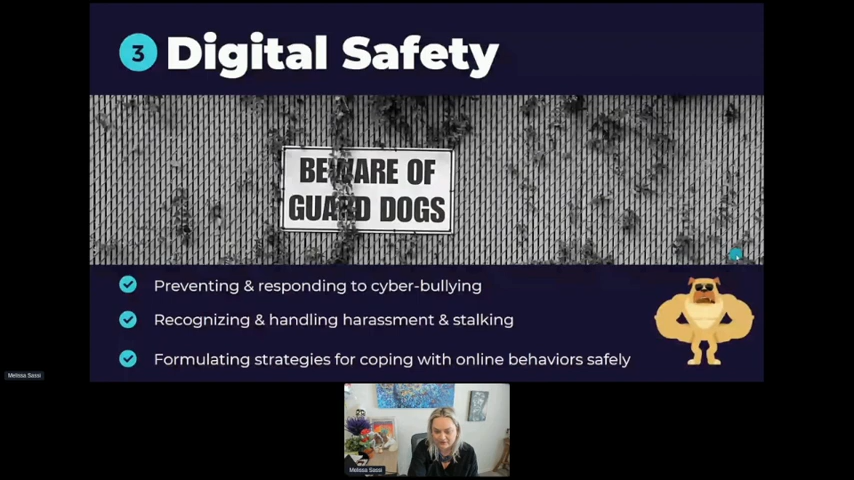 3 Digital Safety
BEWARE OF
GUARD DOGS
Preventing & responding to cyber-bullying
Recognizing & handling harassment & stalking
Formulating strategies for coping with online behaviors safely
Melissa Sassi
Melissa Sassi